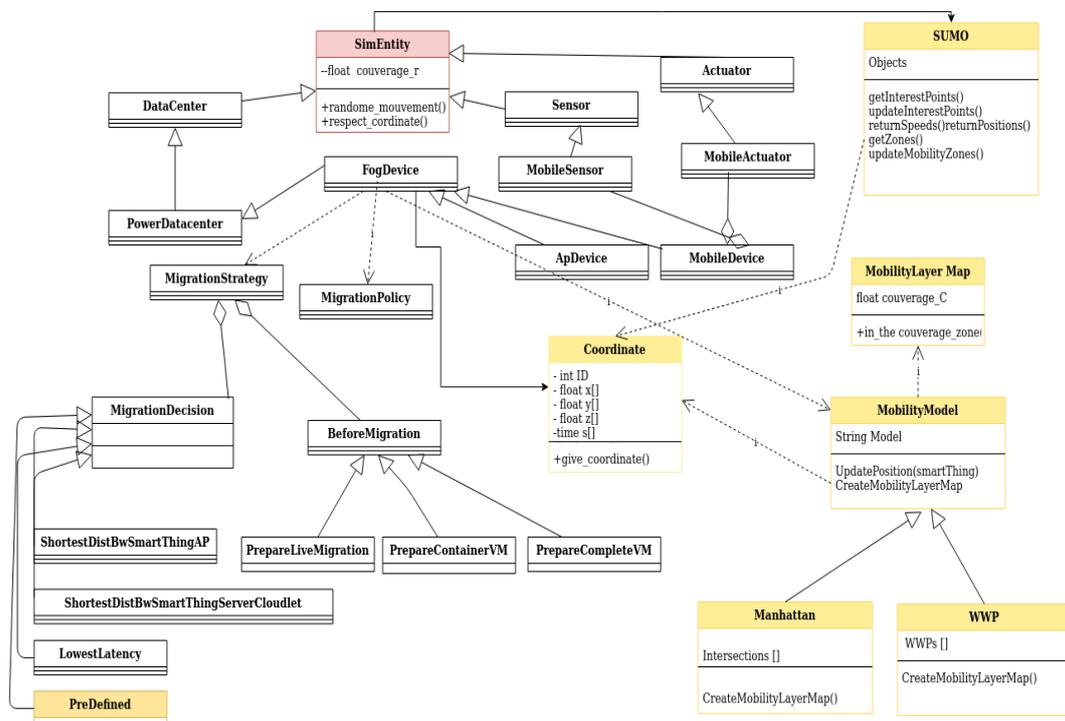 SimEntity
--float couverage_r
+randome_mouvement()
+respect_cordinate()
SUMO
Objects
getInterestPoints()
updateInterestPoints()
returnSpeeds()returnPositions()
getZones()
updateMobilityZones()
Actuator
DataCenter
Sensor
MobileActuator
FogDevice
MobileSensor
PowerDatacenter
ApDevice
MobileDevice
MigrationStrategy
MigrationPolicy
MobilityLayer Map
float couverage_C
+in_the couverage_zone(
i
i
i
i
i
Coordinate
- int ID
- float x[]
- float y[]
- float z[]
-time s[]
+give_coordinate()
MobilityModel
String Model
UpdatePosition(smartThing)
CreateMobilityLayerMap
MigrationDecision
BeforeMigration
ShortestDistBwSmartThingAP
PrepareLiveMigration
PrepareContainerVM
PrepareCompleteVM
ShortestDistBwSmartThingServerCloudlet
LowestLatency
PreDefined
Manhattan
Intersections []
CreateMobilityLayerMap()
WWP
WWPs []
CreateMobilityLayerMap()